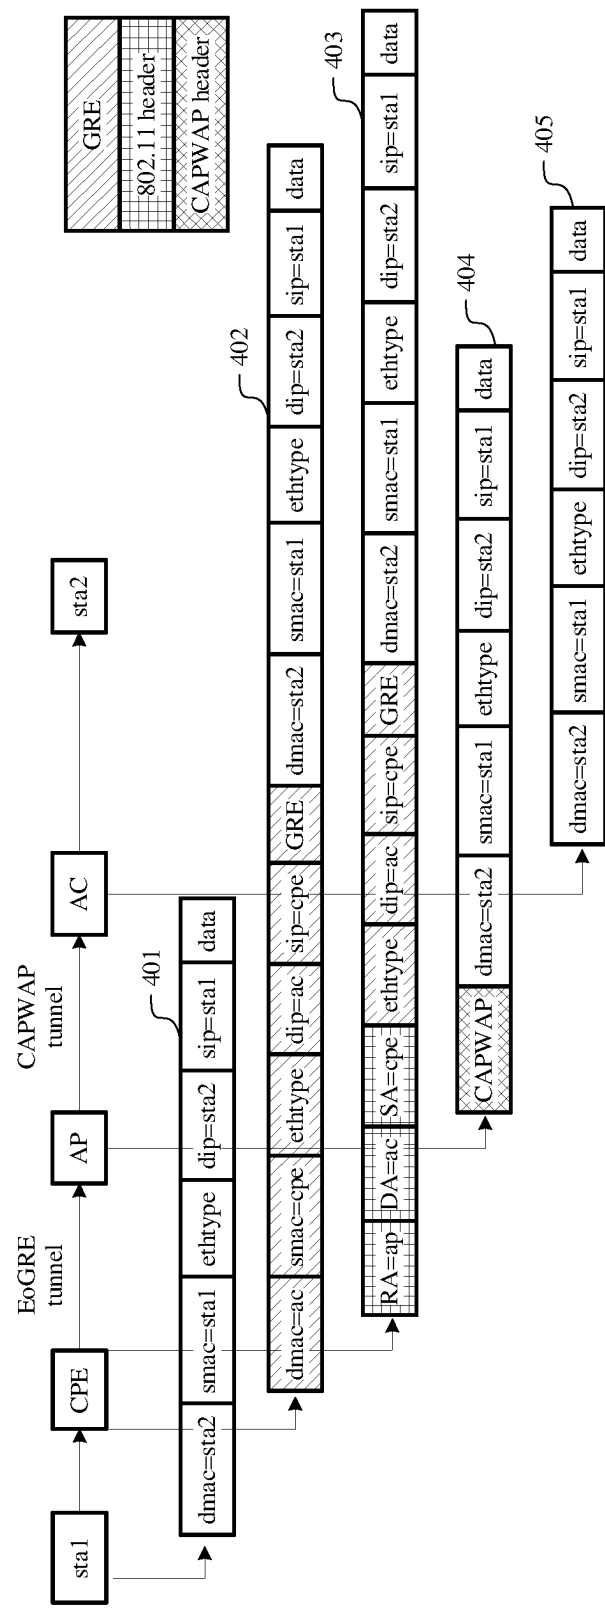 sta1
CPE
EoGRE
tunnel
AP
CAPWAP
tunnel
AC
sta2
GRE
802.11 header
CAPWAP header
401
dmac=sta2 smac=sta1 ethtype dip=sta2 sip=sta1 data
402
dmac=ac smac=cpe ethtype dip=ac sip=cpe GRE dmac=sta2 smac=sta1 ethtype dip=sta2 sip=sta1 data
403
RA=ap DA=ac SA=cpe ethtype dip=ac sip=cpe GRE dmac=sta2 smac=sta1 ethtype dip=sta2 sip=sta1 data
404
CAPWAP dmac=sta2 smac=sta1 ethtype dip=sta2 sip=sta1 data
405
dmac=sta2 smac=sta1 ethtype dip=sta2 sip=sta1 data